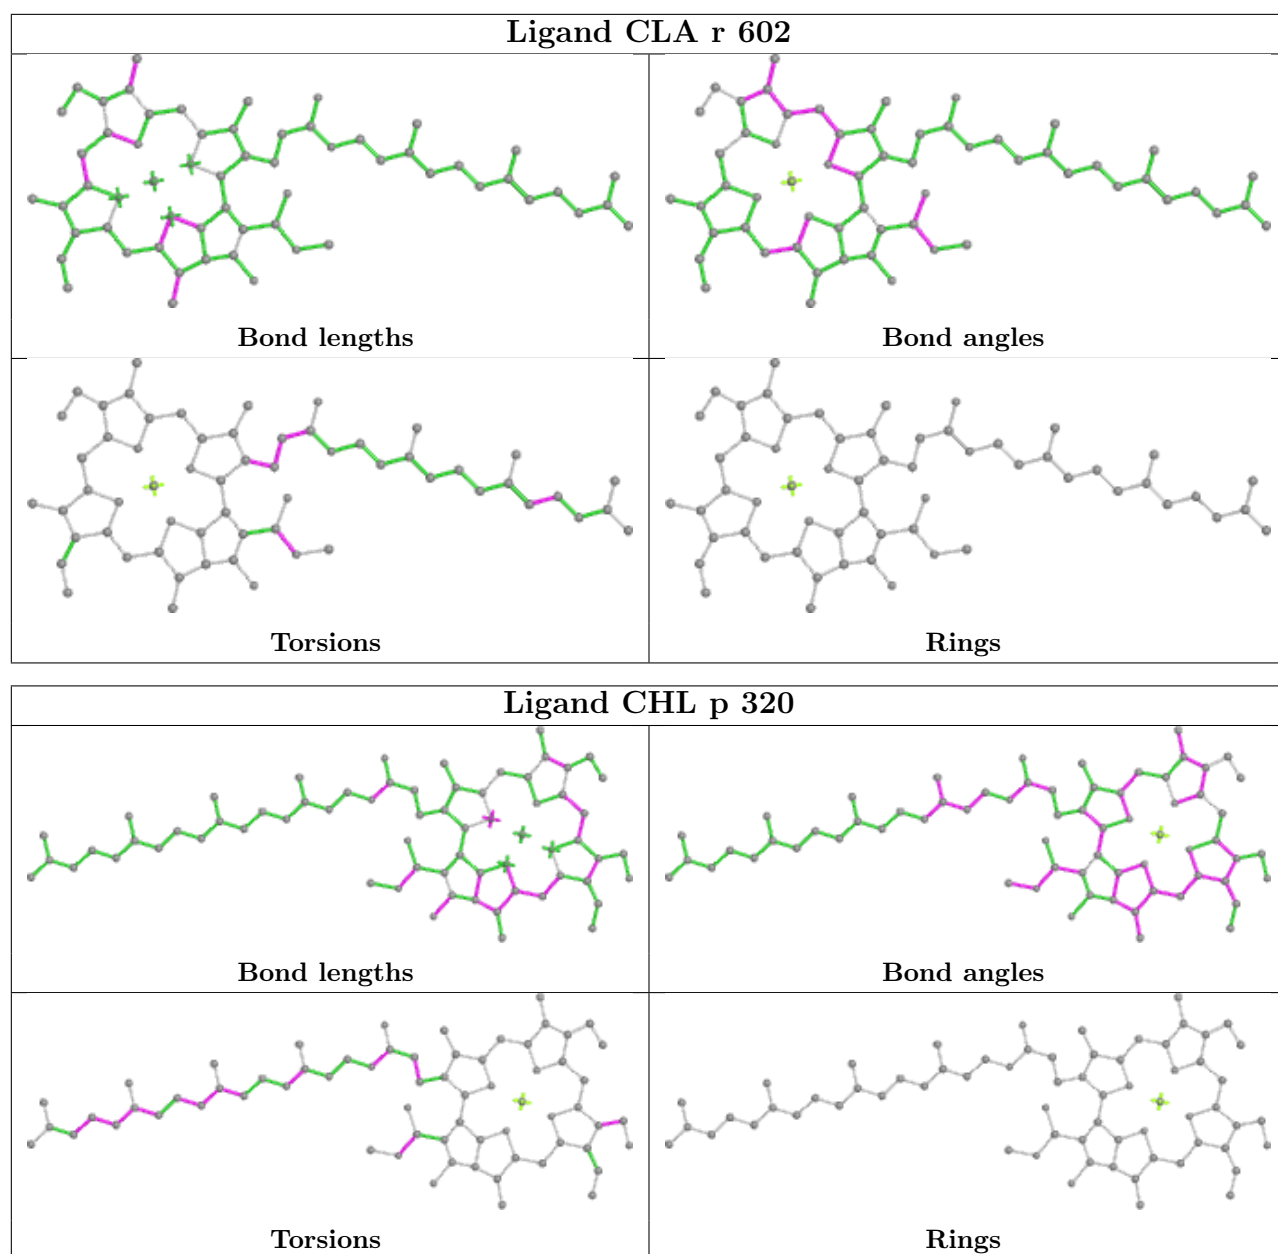 Ligand CLA r 602
Bond lengths
Bond angles
Torsions
Rings
Ligand CHL p 320
Bond lengths
Bond angles
Torsions
Rings